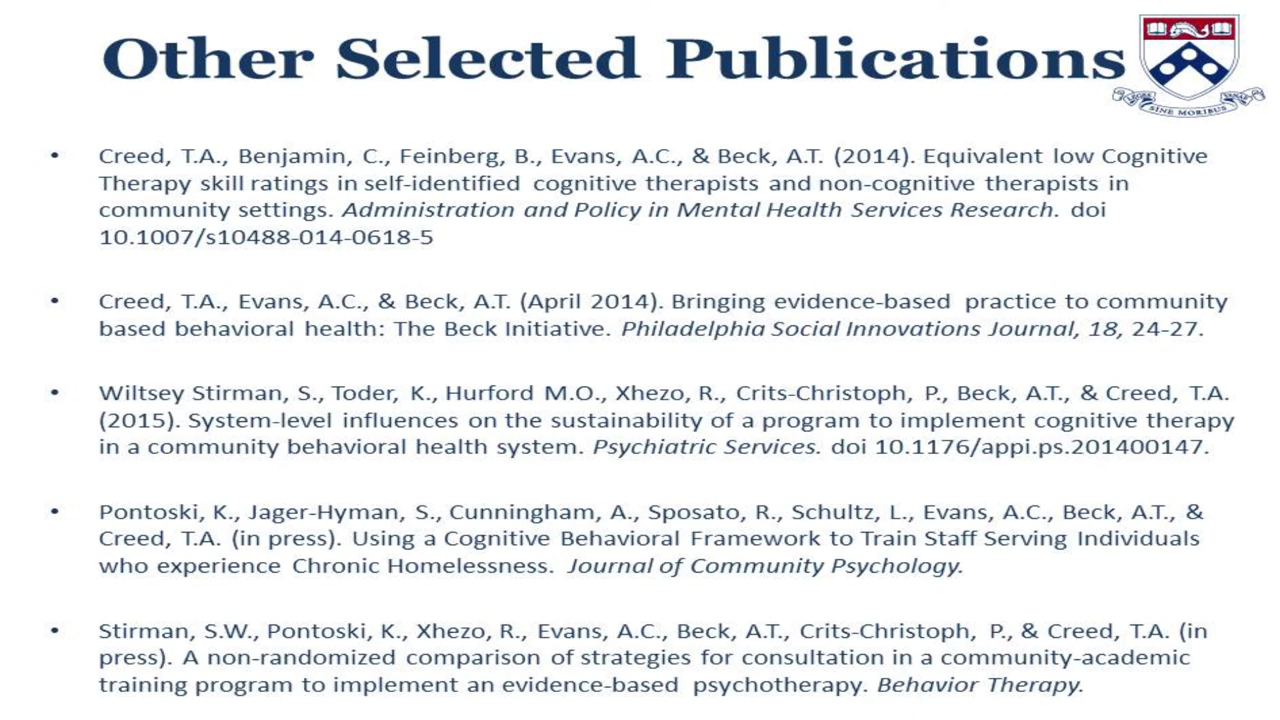 Other Selected Publications
SINE MORIBUS
• Creed, T.A., Benjamin, C., Feinberg, B., Evans, A.C., & Beck, A.T. (2014). Equivalent low Cognitive
Therapy skill ratings in self-identified cognitive therapists and non-cognitive therapists in
community settings. Administration and Policy in Mental Health Services Research. doi
10.1007/s10488-014-0618-5
• Creed, T.A., Evans, A.C., & Beck, A.T. (April 2014). Bringing evidence-based practice to community
based behavioral health: The Beck Initiative. Philadelphia Social Innovations Journal, 18, 24-27.
• Wiltsey Stirman, S., Toder, K., Hurford M.O., Xhezo, R., Crits-Christoph, P., Beck, A.T., & Creed, T.A.
(2015). System-level influences on the sustainability of a program to implement cognitive therapy
in a community behavioral health system. Psychiatric Services. doi 10.1176/appi.ps.201400147.
• Pontoski, K., Jager-Hyman, S., Cunningham, A., Sposato, R., Schultz, L., Evans, A.C., Beck, A.T., &
Creed, T.A. (in press). Using a Cognitive Behavioral Framework to Train Staff Serving Individuals
who experience Chronic Homelessness. Journal of Community Psychology.
• Stirman, S.W., Pontoski, K., Xhezo, R., Evans, A.C., Beck, A.T., Crits-Christoph, P., & Creed, T.A. (in
press). A non-randomized comparison of strategies for consultation in a community-academic
training program to implement an evidence-based psychotherapy. Behavior Therapy.